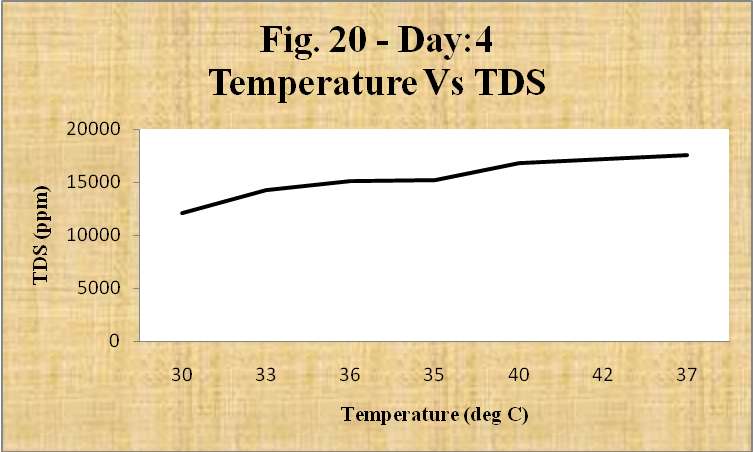 Fig. 20 - Day:4
Temperature Vs TDS
20000
15000
10000
5000
0
TDS (ppm)
30 33 36 35 40 42 37
Temperature (deg C)